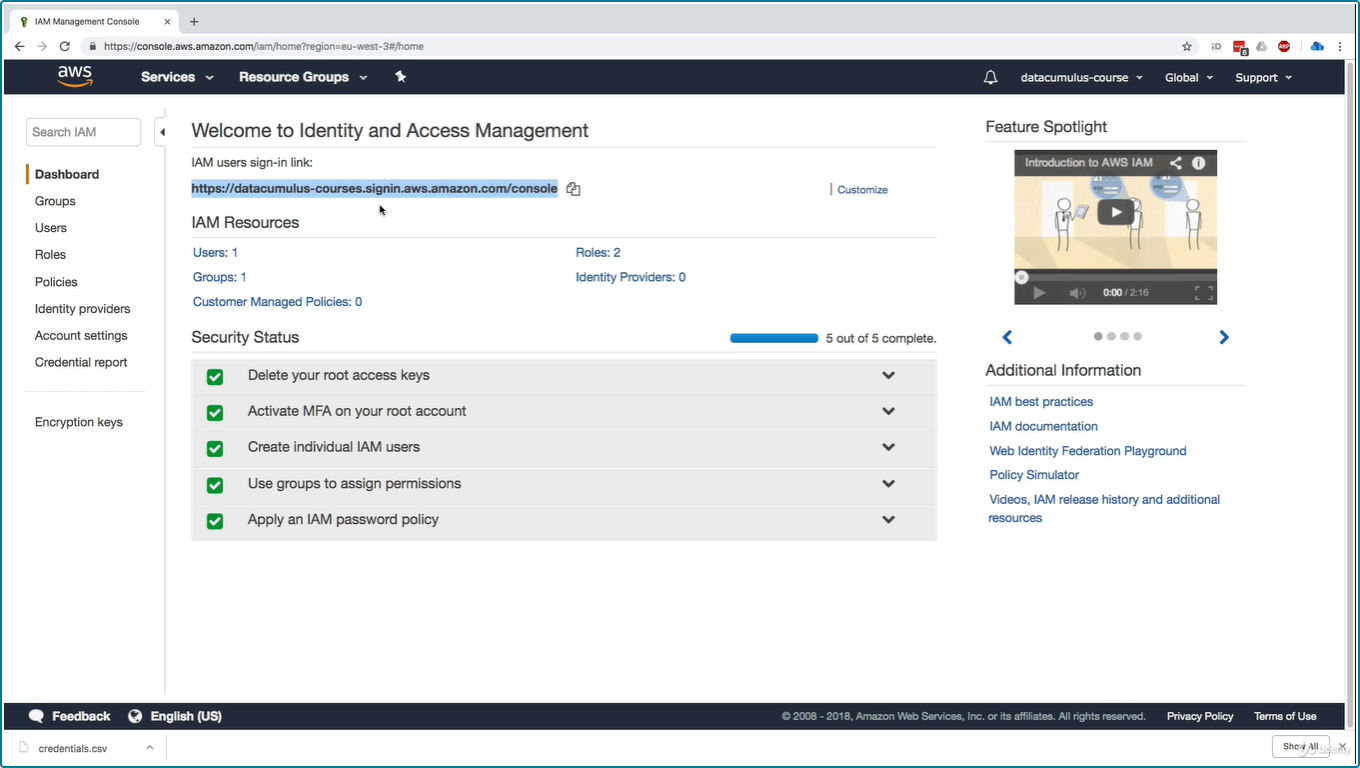 IAM Management Console
https://console.aws.amazon.com/iam/home?region=eu-west-3#/home
iD
6
ABP
aws
Services
Resource Groups
datacumulus-course
Global
Support
Search IAM
Dashboard
Groups
Users
Roles
Policies
Identity providers
Account settings
Credential report
Encryption keys
Welcome to Identity and Access Management
IAM users sign-in link:
https://datacumulus-courses.signin.aws.amazon.com/console
Customize
IAM Resources
Users: 1
Roles: 2
Groups: 1
Identity Providers: 0
Customer Managed Policies: 0
Security Status
5 out of 5 complete.
Delete your root access keys
Activate MFA on your root account
Create individual IAM users
Use groups to assign permissions
Apply an IAM password policy
Feature Spotlight
Introduction to AWS IAM
0:00 / 2:16
Additional Information
IAM best practices
IAM documentation
Web Identity Federation Playground
Policy Simulator
Videos, IAM release history and additional
resources
Feedback
English (US)
© 2008 - 2018, Amazon Web Services, Inc. or its affiliates. All rights reserved.
Privacy Policy
Terms of Use
credentials.csv
Show All